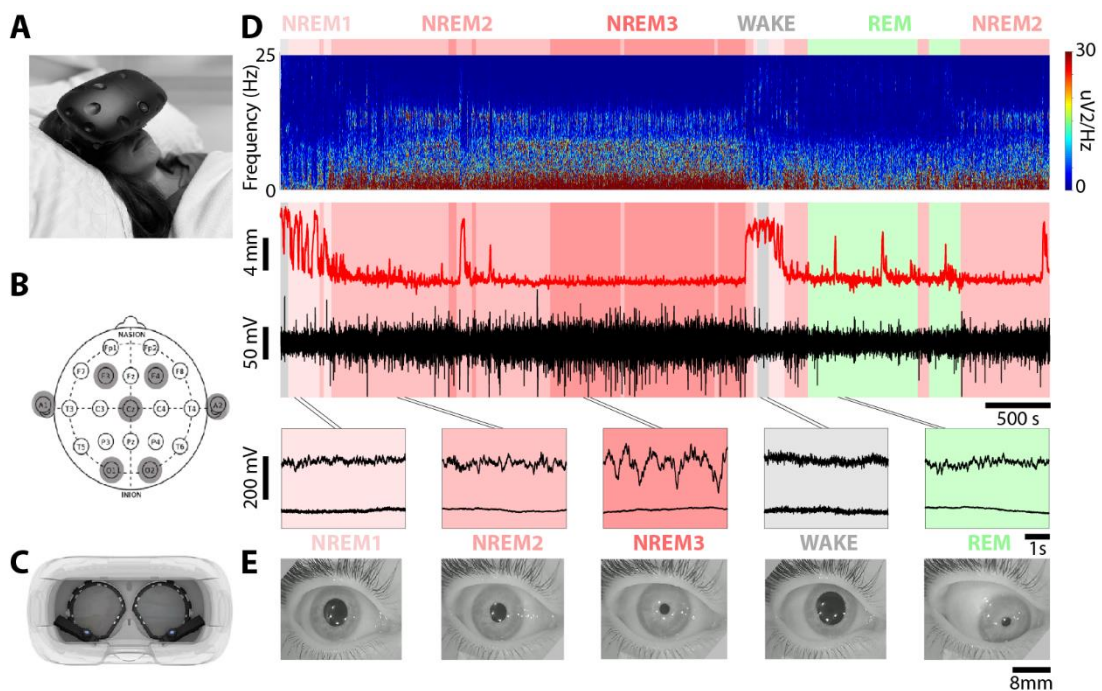 A
B
NASION
Fp1 Fp2
F7 F3 Fz F4 F8
A1 T3 C3 Cz C4 T4 A2
T5 P3 Pz P4 T6
O1 O2
INION
C
D
NREM1 NREM2 NREM3 WAKE REM NREM2
25
Frequency (Hz)
0
30
uV2/Hz
0
4 mm
50 mV
500 s
200 mV
1s
NREM1 NREM2 NREM3 WAKE REM
E
8mm